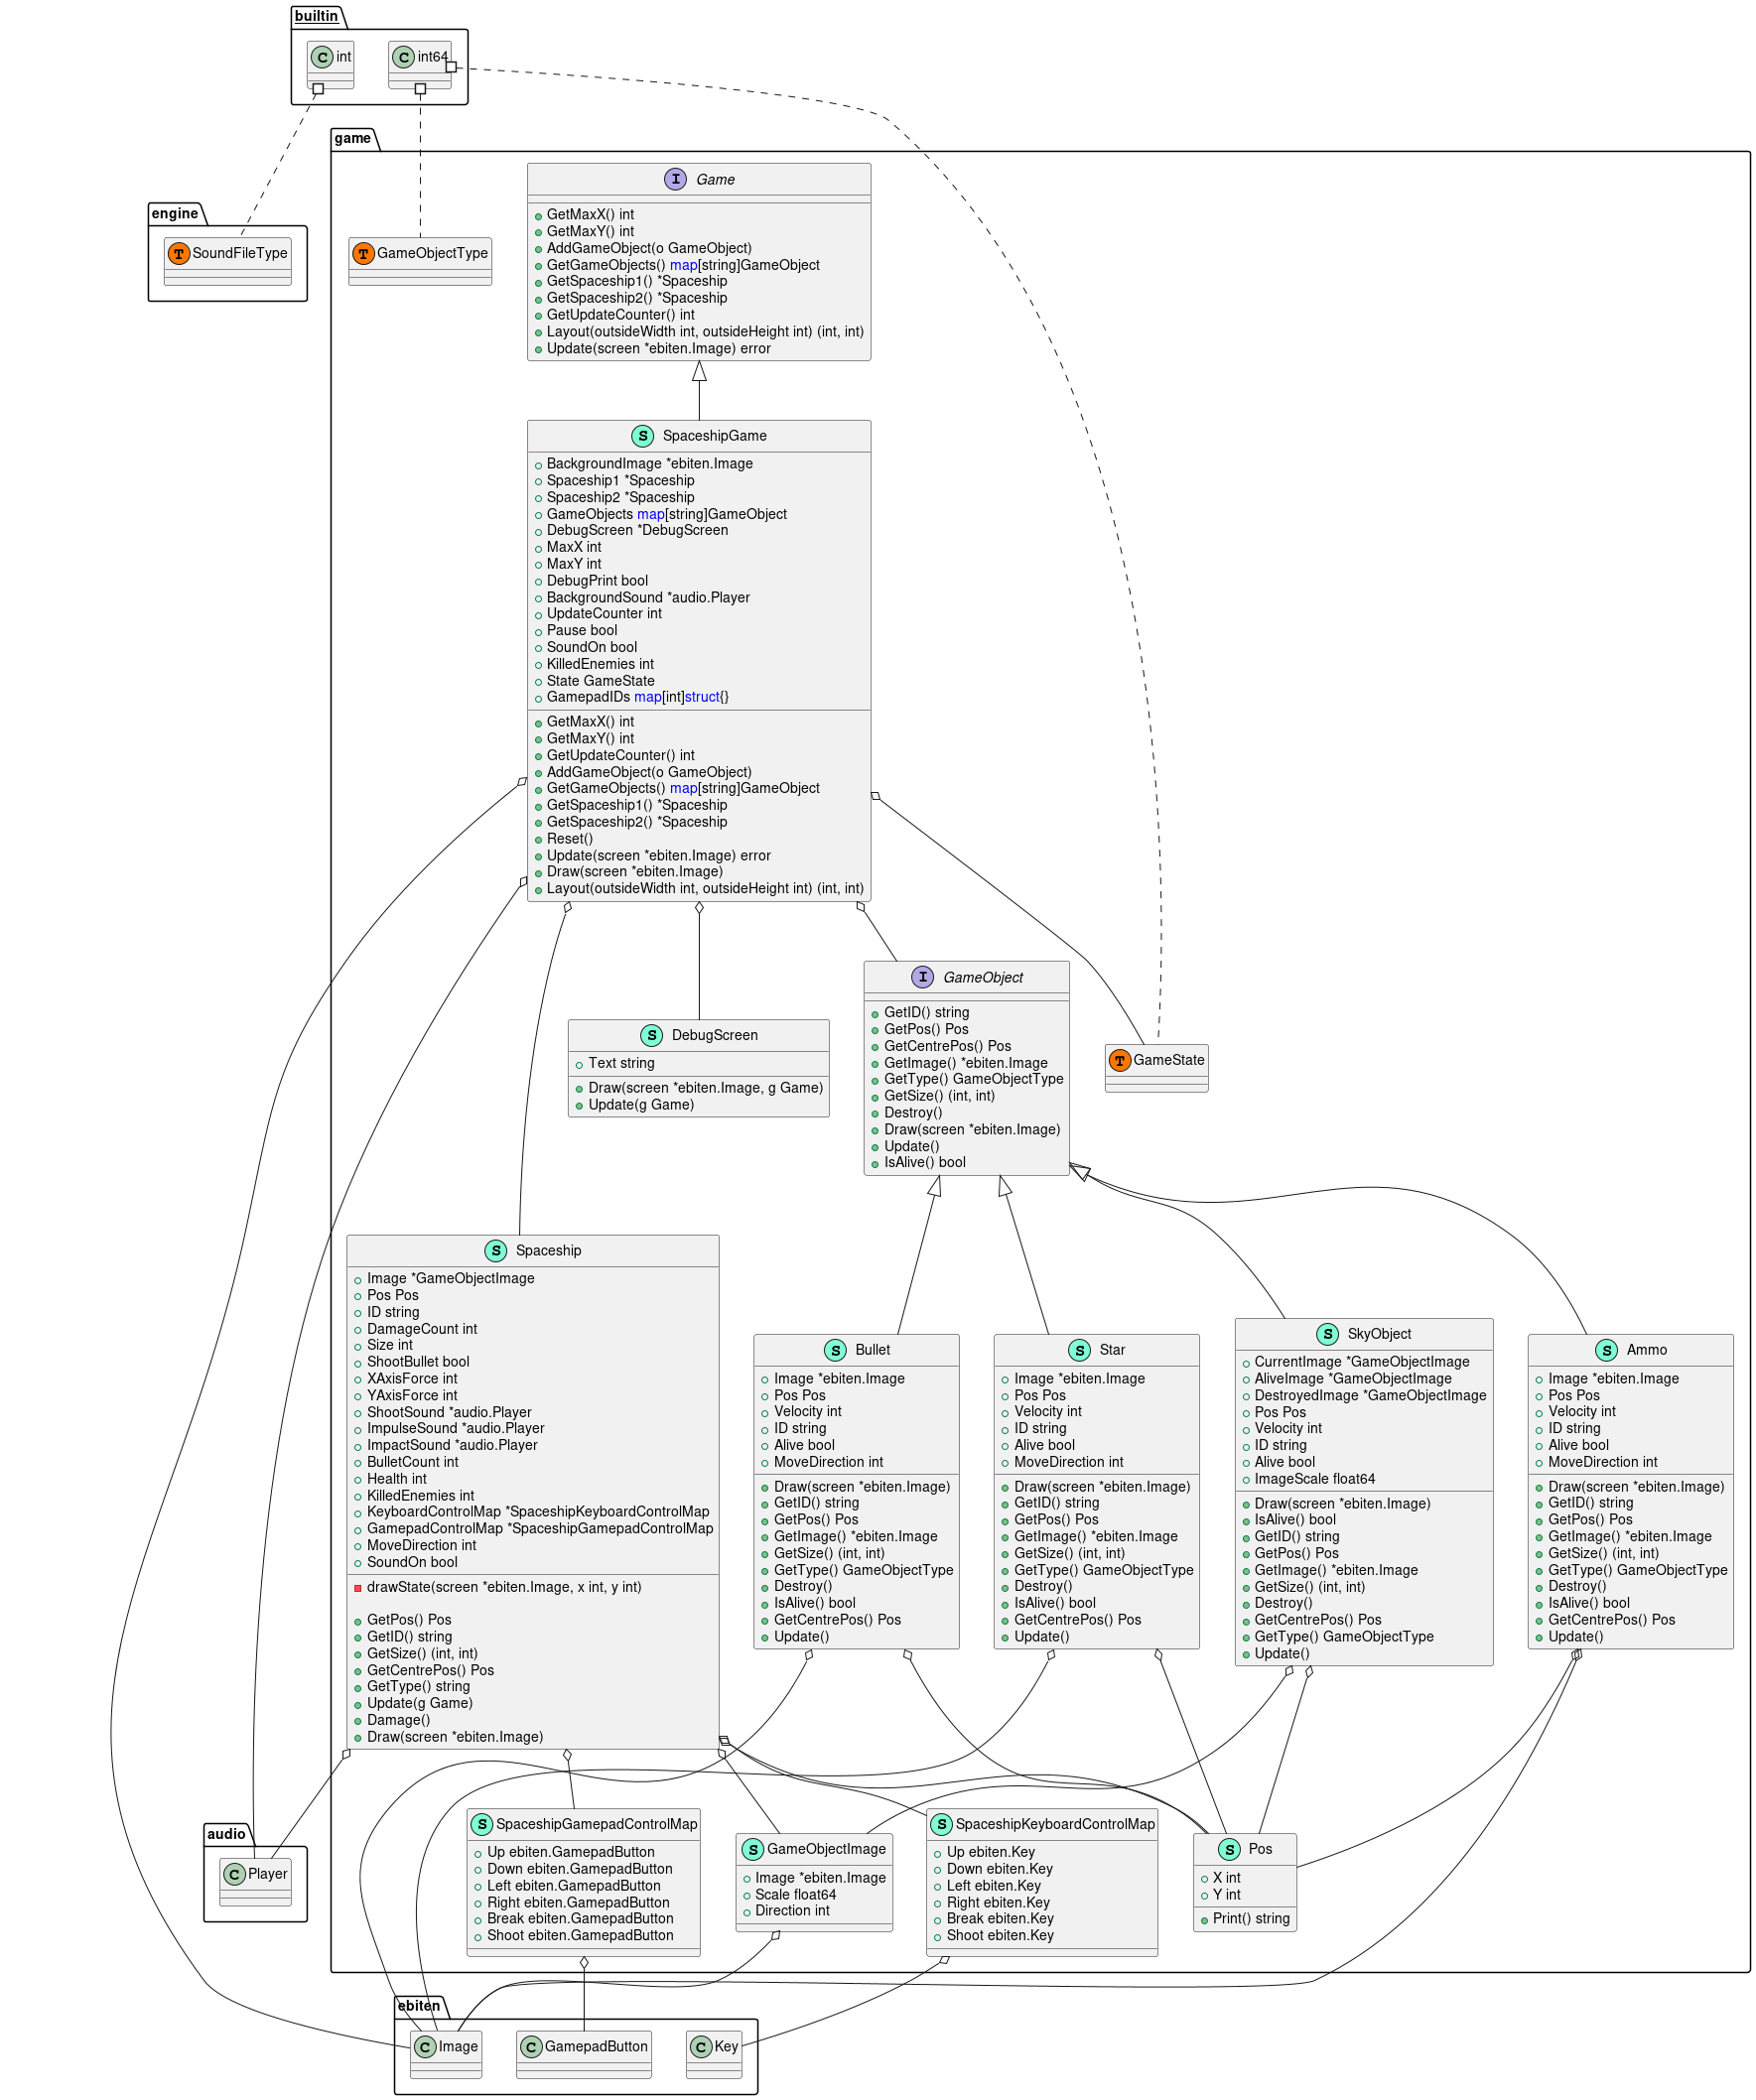 builtin
int
int64
game
engine
SoundFileType
GameObjectType
Game
GetMaxX() int
GetMaxY() int
AddGameObject(o GameObject)
GetGameObjects() map[string]GameObject
GetSpaceship1() *Spaceship
GetSpaceship2() *Spaceship
GetUpdateCounter() int
Layout(outsideWidth int, outsideHeight int) (int, int)
Update(screen *ebiten.Image) error
SpaceshipGame
BackgroundImage *ebiten.Image
Spaceship1 *Spaceship
Spaceship2 *Spaceship
GameObjects map[string]GameObject
DebugScreen *DebugScreen
MaxX int
MaxY int
DebugPrint bool
BackgroundSound *audio.Player
UpdateCounter int
Pause bool
SoundOn bool
KilledEnemies int
State GameState
GamepadIDs map[int]struct{}
GetMaxX() int
GetMaxY() int
GetUpdateCounter() int
AddGameObject(o GameObject)
GetGameObjects() map[string]GameObject
GetSpaceship1() *Spaceship
GetSpaceship2() *Spaceship
Reset()
Update(screen *ebiten.Image) error
Draw(screen *ebiten.Image)
Layout(outsideWidth int, outsideHeight int) (int, int)
DebugScreen
Text string
Draw(screen *ebiten.Image, g Game)
Update(g Game)
GameObject
GetID() string
GetPos() Pos
GetCentrePos() Pos
GetImage() *ebiten.Image
GetType() GameObjectType
GetSize() (int, int)
Destroy()
Draw(screen *ebiten.Image)
Update()
IsAlive() bool
GameState
Spaceship
Image *GameObjectImage
Pos Pos
ID string
DamageCount int
Size int
ShootBullet bool
XAxisForce int
YAxisForce int
ShootSound *audio.Player
ImpulseSound *audio.Player
ImpactSound *audio.Player
BulletCount int
Health int
KilledEnemies int
KeyboardControlMap *SpaceshipKeyboardControlMap
GamepadControlMap *SpaceshipGamepadControlMap
MoveDirection int
SoundOn bool
drawState(screen *ebiten.Image, x int, y int)
GetPos() Pos
GetID() string
GetSize() (int, int)
GetCentrePos() Pos
GetType() string
Update(g Game)
Damage()
Draw(screen *ebiten.Image)
Bullet
Image *ebiten.Image
Pos Pos
Velocity int
ID string
Alive bool
MoveDirection int
Draw(screen *ebiten.Image)
GetID() string
GetPos() Pos
GetImage() *ebiten.Image
GetSize() (int, int)
GetType() GameObjectType
Destroy()
IsAlive() bool
GetCentrePos() Pos
Update()
Star
Image *ebiten.Image
Pos Pos
Velocity int
ID string
Alive bool
MoveDirection int
Draw(screen *ebiten.Image)
GetID() string
GetPos() Pos
GetImage() *ebiten.Image
GetSize() (int, int)
GetType() GameObjectType
Destroy()
IsAlive() bool
GetCentrePos() Pos
Update()
SkyObject
CurrentImage *GameObjectImage
AliveImage *GameObjectImage
DestroyedImage *GameObjectImage
Pos Pos
Velocity int
ID string
Alive bool
ImageScale float64
Draw(screen *ebiten.Image)
IsAlive() bool
GetID() string
GetPos() Pos
GetImage() *ebiten.Image
GetSize() (int, int)
Destroy()
GetCentrePos() Pos
GetType() GameObjectType
Update()
Ammo
Image *ebiten.Image
Pos Pos
Velocity int
ID string
Alive bool
MoveDirection int
Draw(screen *ebiten.Image)
GetID() string
GetPos() Pos
GetImage() *ebiten.Image
GetSize() (int, int)
GetType() GameObjectType
Destroy()
IsAlive() bool
GetCentrePos() Pos
Update()
audio
Player
SpaceshipGamepadControlMap
Up ebiten.GamepadButton
Down ebiten.GamepadButton
Left ebiten.GamepadButton
Right ebiten.GamepadButton
Break ebiten.GamepadButton
Shoot ebiten.GamepadButton
GameObjectImage
Image *ebiten.Image
Scale float64
Direction int
SpaceshipKeyboardControlMap
Up ebiten.Key
Down ebiten.Key
Left ebiten.Key
Right ebiten.Key
Break ebiten.Key
Shoot ebiten.Key
Pos
X int
Y int
Print() string
ebiten
Image
GamepadButton
Key